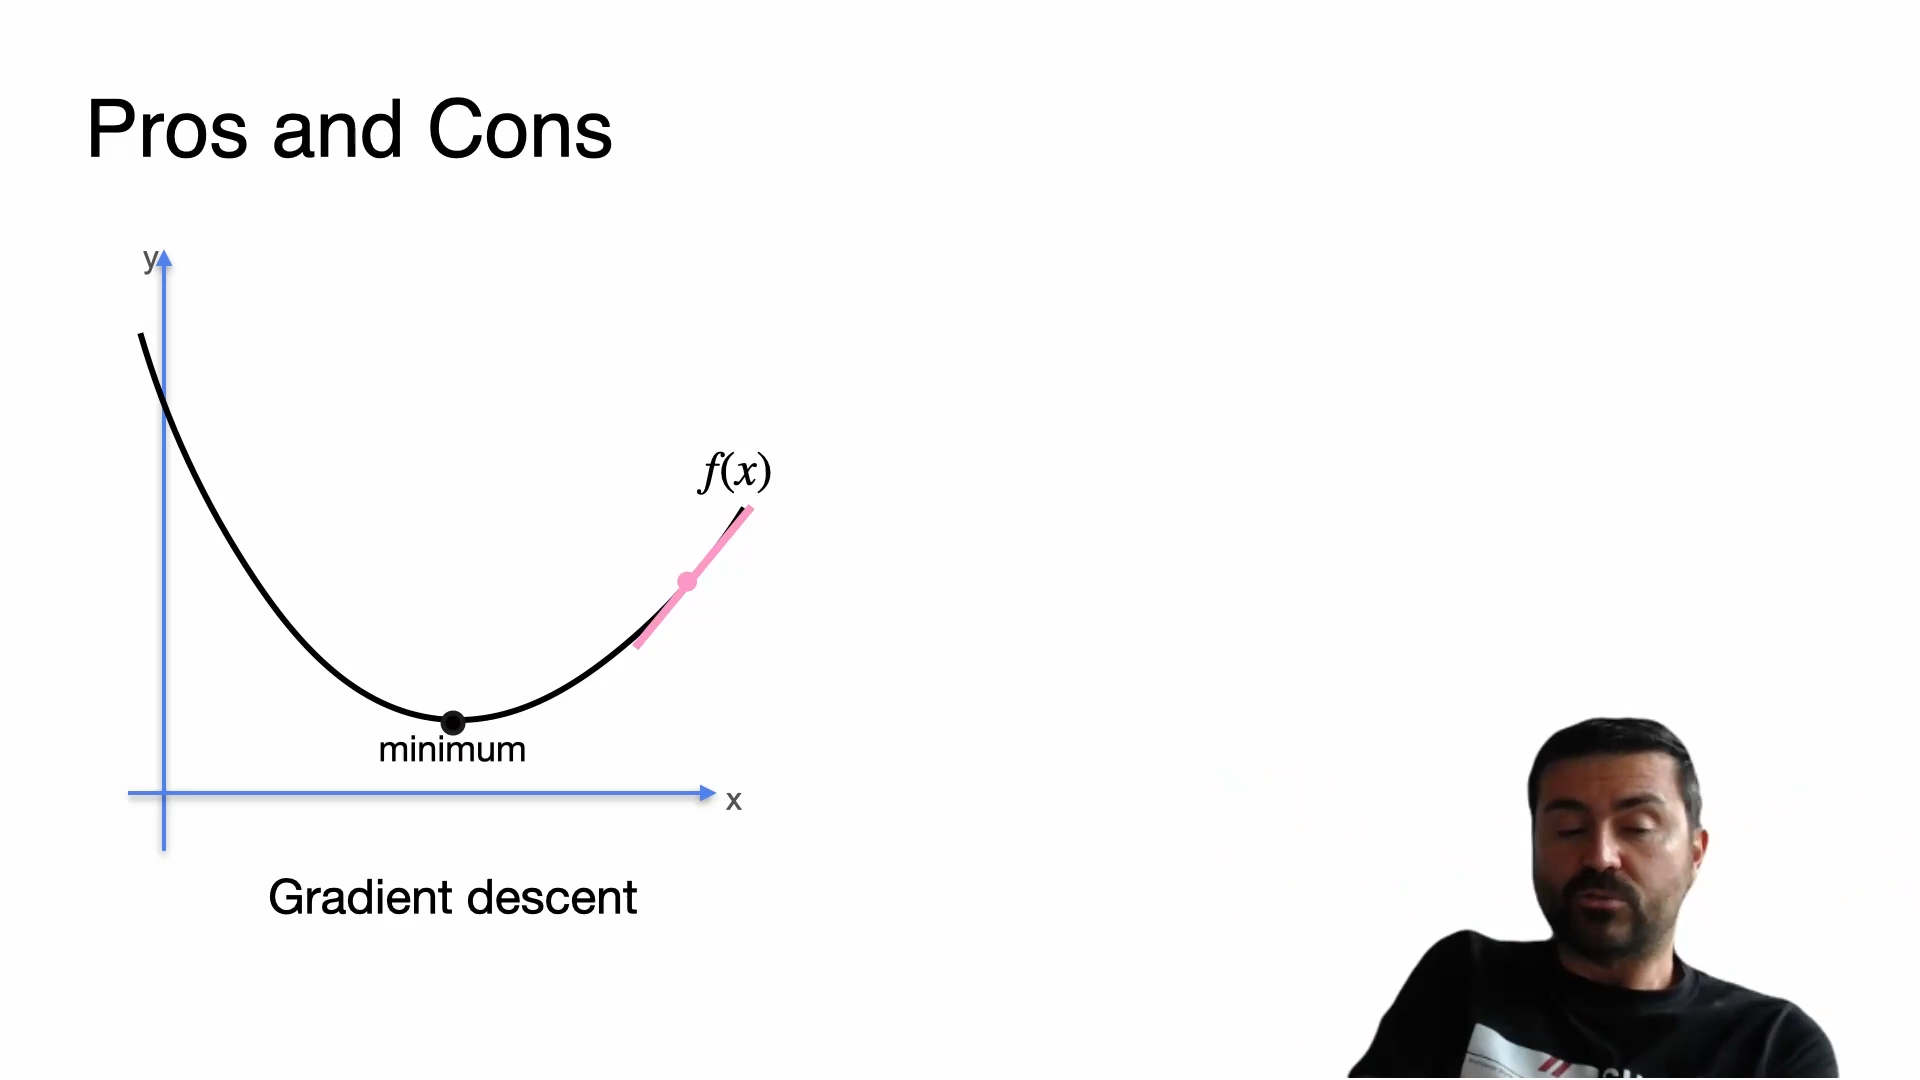 Pros and Cons
y
f(x)
minimum
x
Gradient descent